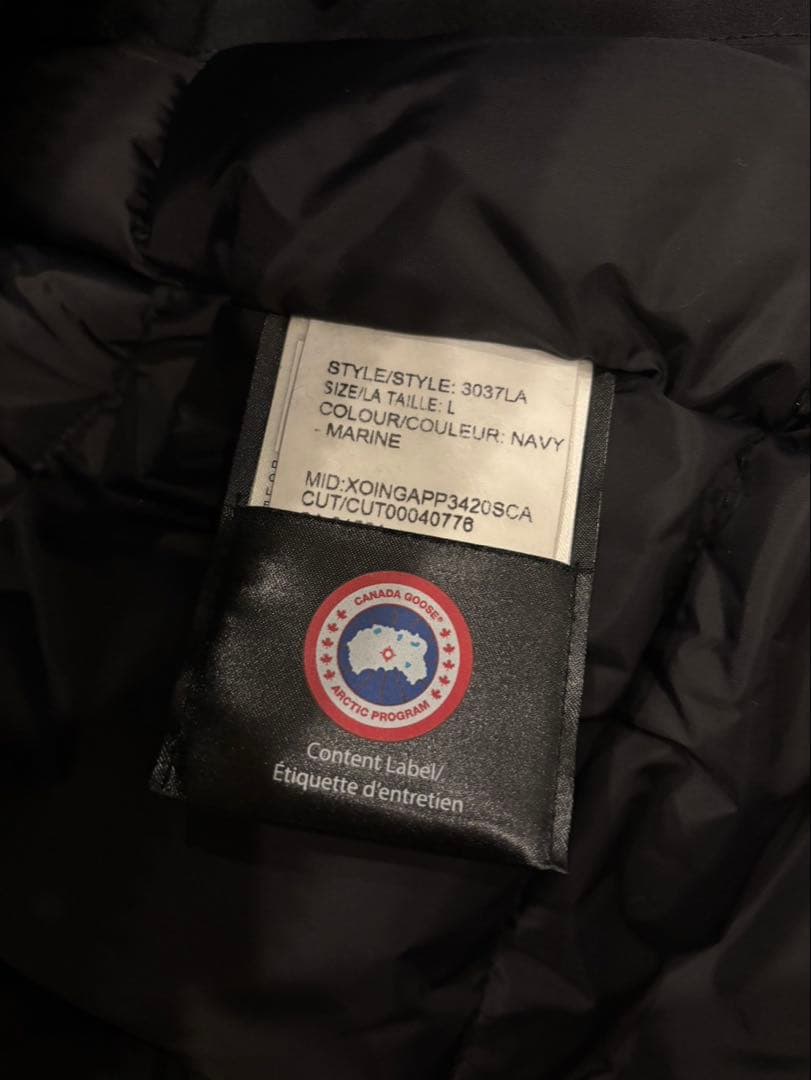 STYLE/STYLE: 3037LA
SIZE/LA TAILLE: L
COLOUR/COULEUR: NAVY
- MARINE
MID:XOINGAPP3420SCA
CUT/CUT00040778
CANADA GOOSE®
ARCTIC PROGRAM
Content Label/
Étiquette d'entretien